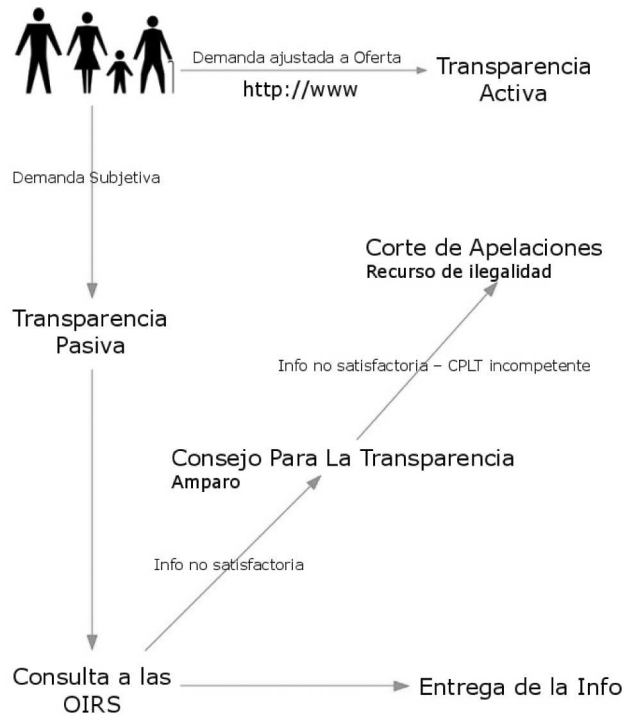 Demanda ajustada a Oferta
http://www
Transparencia
Activa
Demanda Subjetiva
Corte de Apelaciones
Recurso de ilegalidad
Transparencia
Pasiva
Info no satisfactoria – CPLT incompetente
Consejo Para La Transparencia
Amparo
Info no satisfactoria
Consulta a las
OIRS
Entrega de la Info